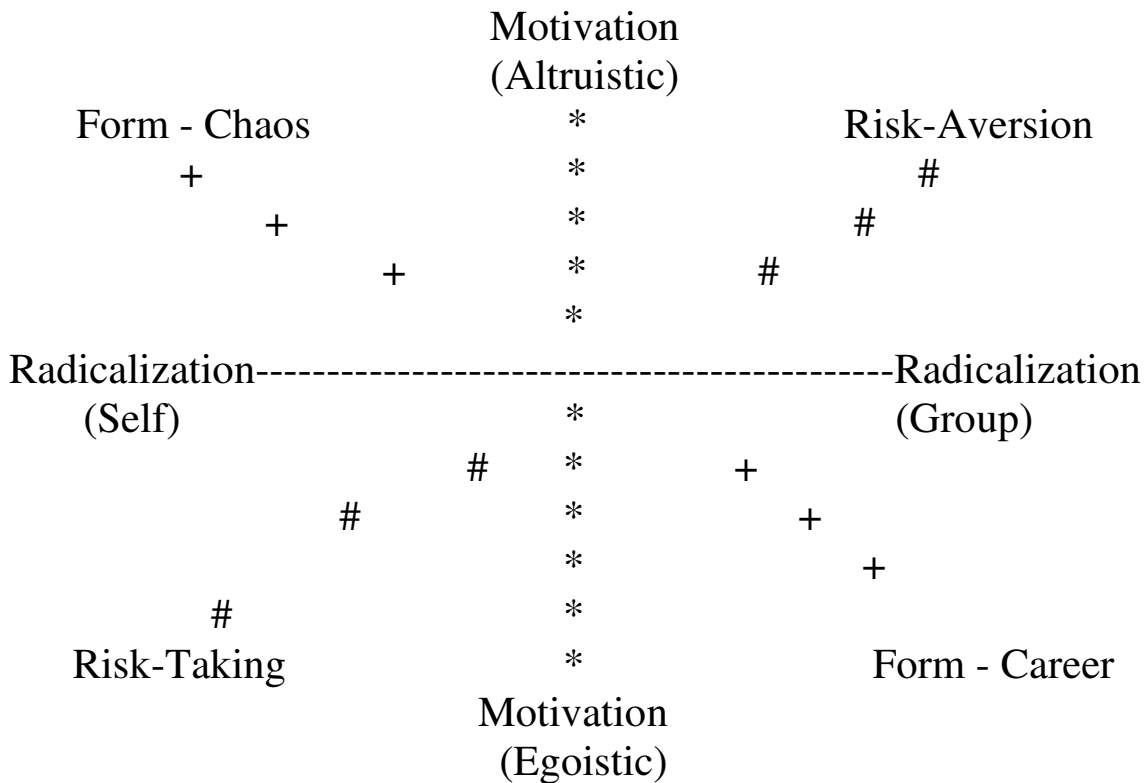 Motivation
(Altruistic)
Form - Chaos * Risk-Aversion
+ * #
+ * #
+ * #
*
Radicalization---------------------------------------------Radicalization
(Self) * (Group)
# * +
# * +
* +
# *
Risk-Taking * Form - Career
Motivation
(Egoistic)